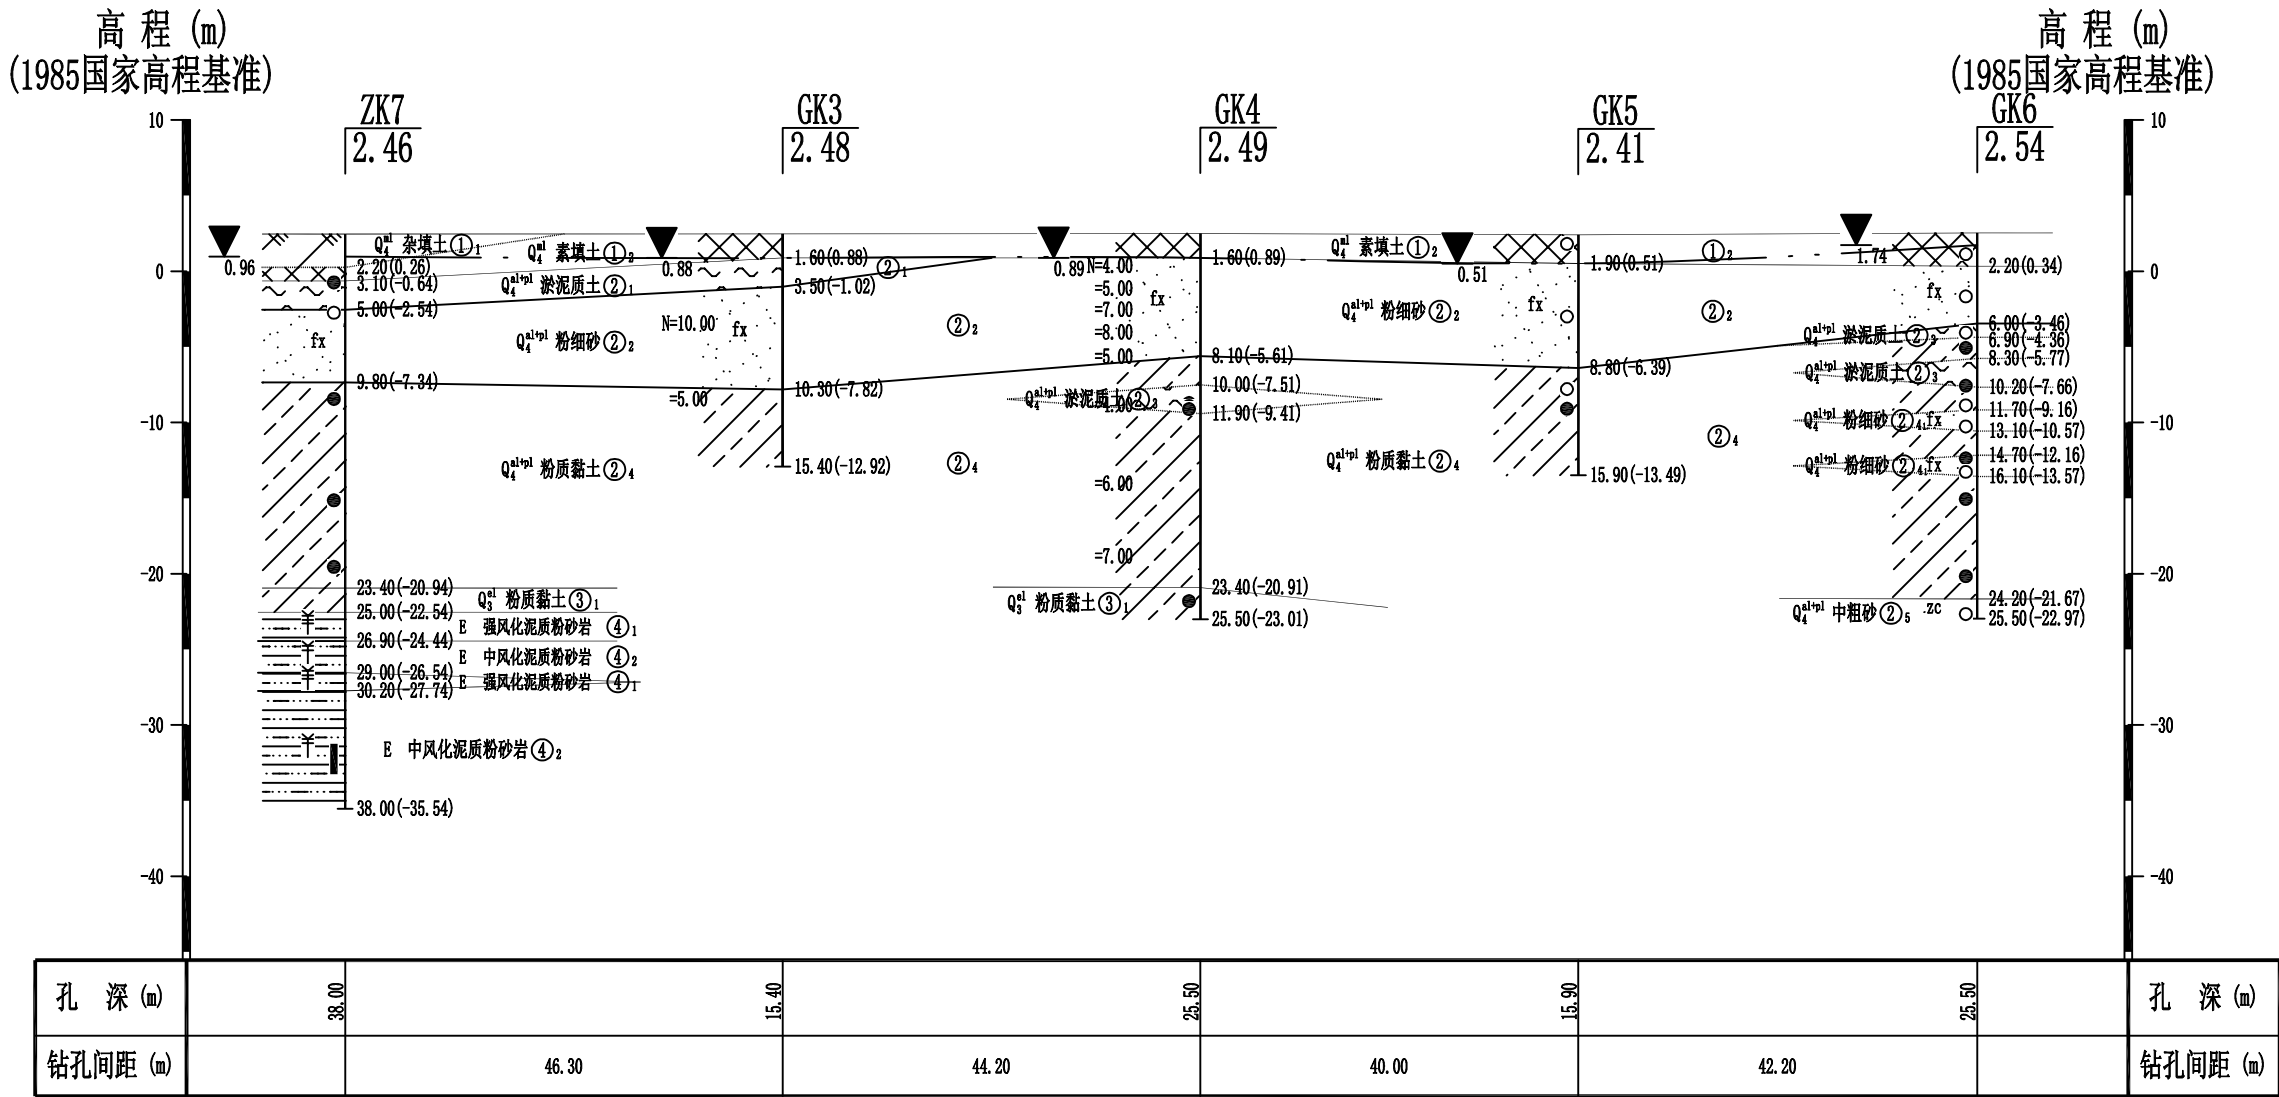 高 程 (m)
(1985国家高程基准)
高 程 (m)
(1985国家高程基准)
ZK7
2.46
GK3
2.48
GK4
2.49
GK5
2.41
GK6
2.54
10
0
-10
-20
-30
-40
10
0
-10
-20
-30
-40
0.96
Q4ml 杂填土①1
2.20(0.26)
3.10(-0.64)
5.00(-2.54)
fx
9.80(-7.34)
23.40(-20.94)
25.00(-22.54)
26.90(-24.44)
29.00(-26.54)
30.20(-27.74)
38.00(-35.54)
Q4ml 素填土①2
Q4al+pl 淤泥质土②1
Q4al+pl 粉细砂②2
Q4al+pl 粉质黏土②4
Q3el 粉质黏土③1
E 强风化泥质粉砂岩 ④1
E 中风化泥质粉砂岩 ④2
E 强风化泥质粉砂岩 ④1
E 中风化泥质粉砂岩④2
0.88
N=10.00
fx
=5.00
1.60(0.88)
3.50(-1.02)
10.30(-7.82)
15.40(-12.92)
②1
②2
②4
0.89
N=4.00
=5.00
=7.00
=8.00
=5.00
fx
Q4al+pl 淤泥质土②3
=6.00
=7.00
Q3el 粉质黏土③1
1.60(0.89)
8.10(-5.61)
10.00(-7.51)
11.90(-9.41)
23.40(-20.91)
25.50(-23.01)
Q4ml 素填土①2
Q4al+pl 粉细砂②2
Q4al+pl 粉质黏土②4
0.51
fx
1.90(0.51)
8.80(-6.39)
15.90(-13.49)
①2
②2
②4
1.74
fx
Q4al+pl 淤泥质土②3
Q4al+pl 淤泥质土②3
Q4al+pl 粉细砂②41 fx
Q4al+pl 粉细砂②41 fx
Q4al+pl 中粗砂②5 zc
2.20(0.34)
6.00(-3.46)
6.90(-4.36)
8.30(-5.77)
10.20(-7.66)
11.70(-9.16)
13.10(-10.57)
14.70(-12.16)
16.10(-13.57)
24.20(-21.67)
25.50(-22.97)
孔 深 (m)
38.00
15.40
25.50
15.90
25.50
孔 深 (m)
钻孔间距 (m)
46.30
44.20
40.00
42.20
钻孔间距 (m)